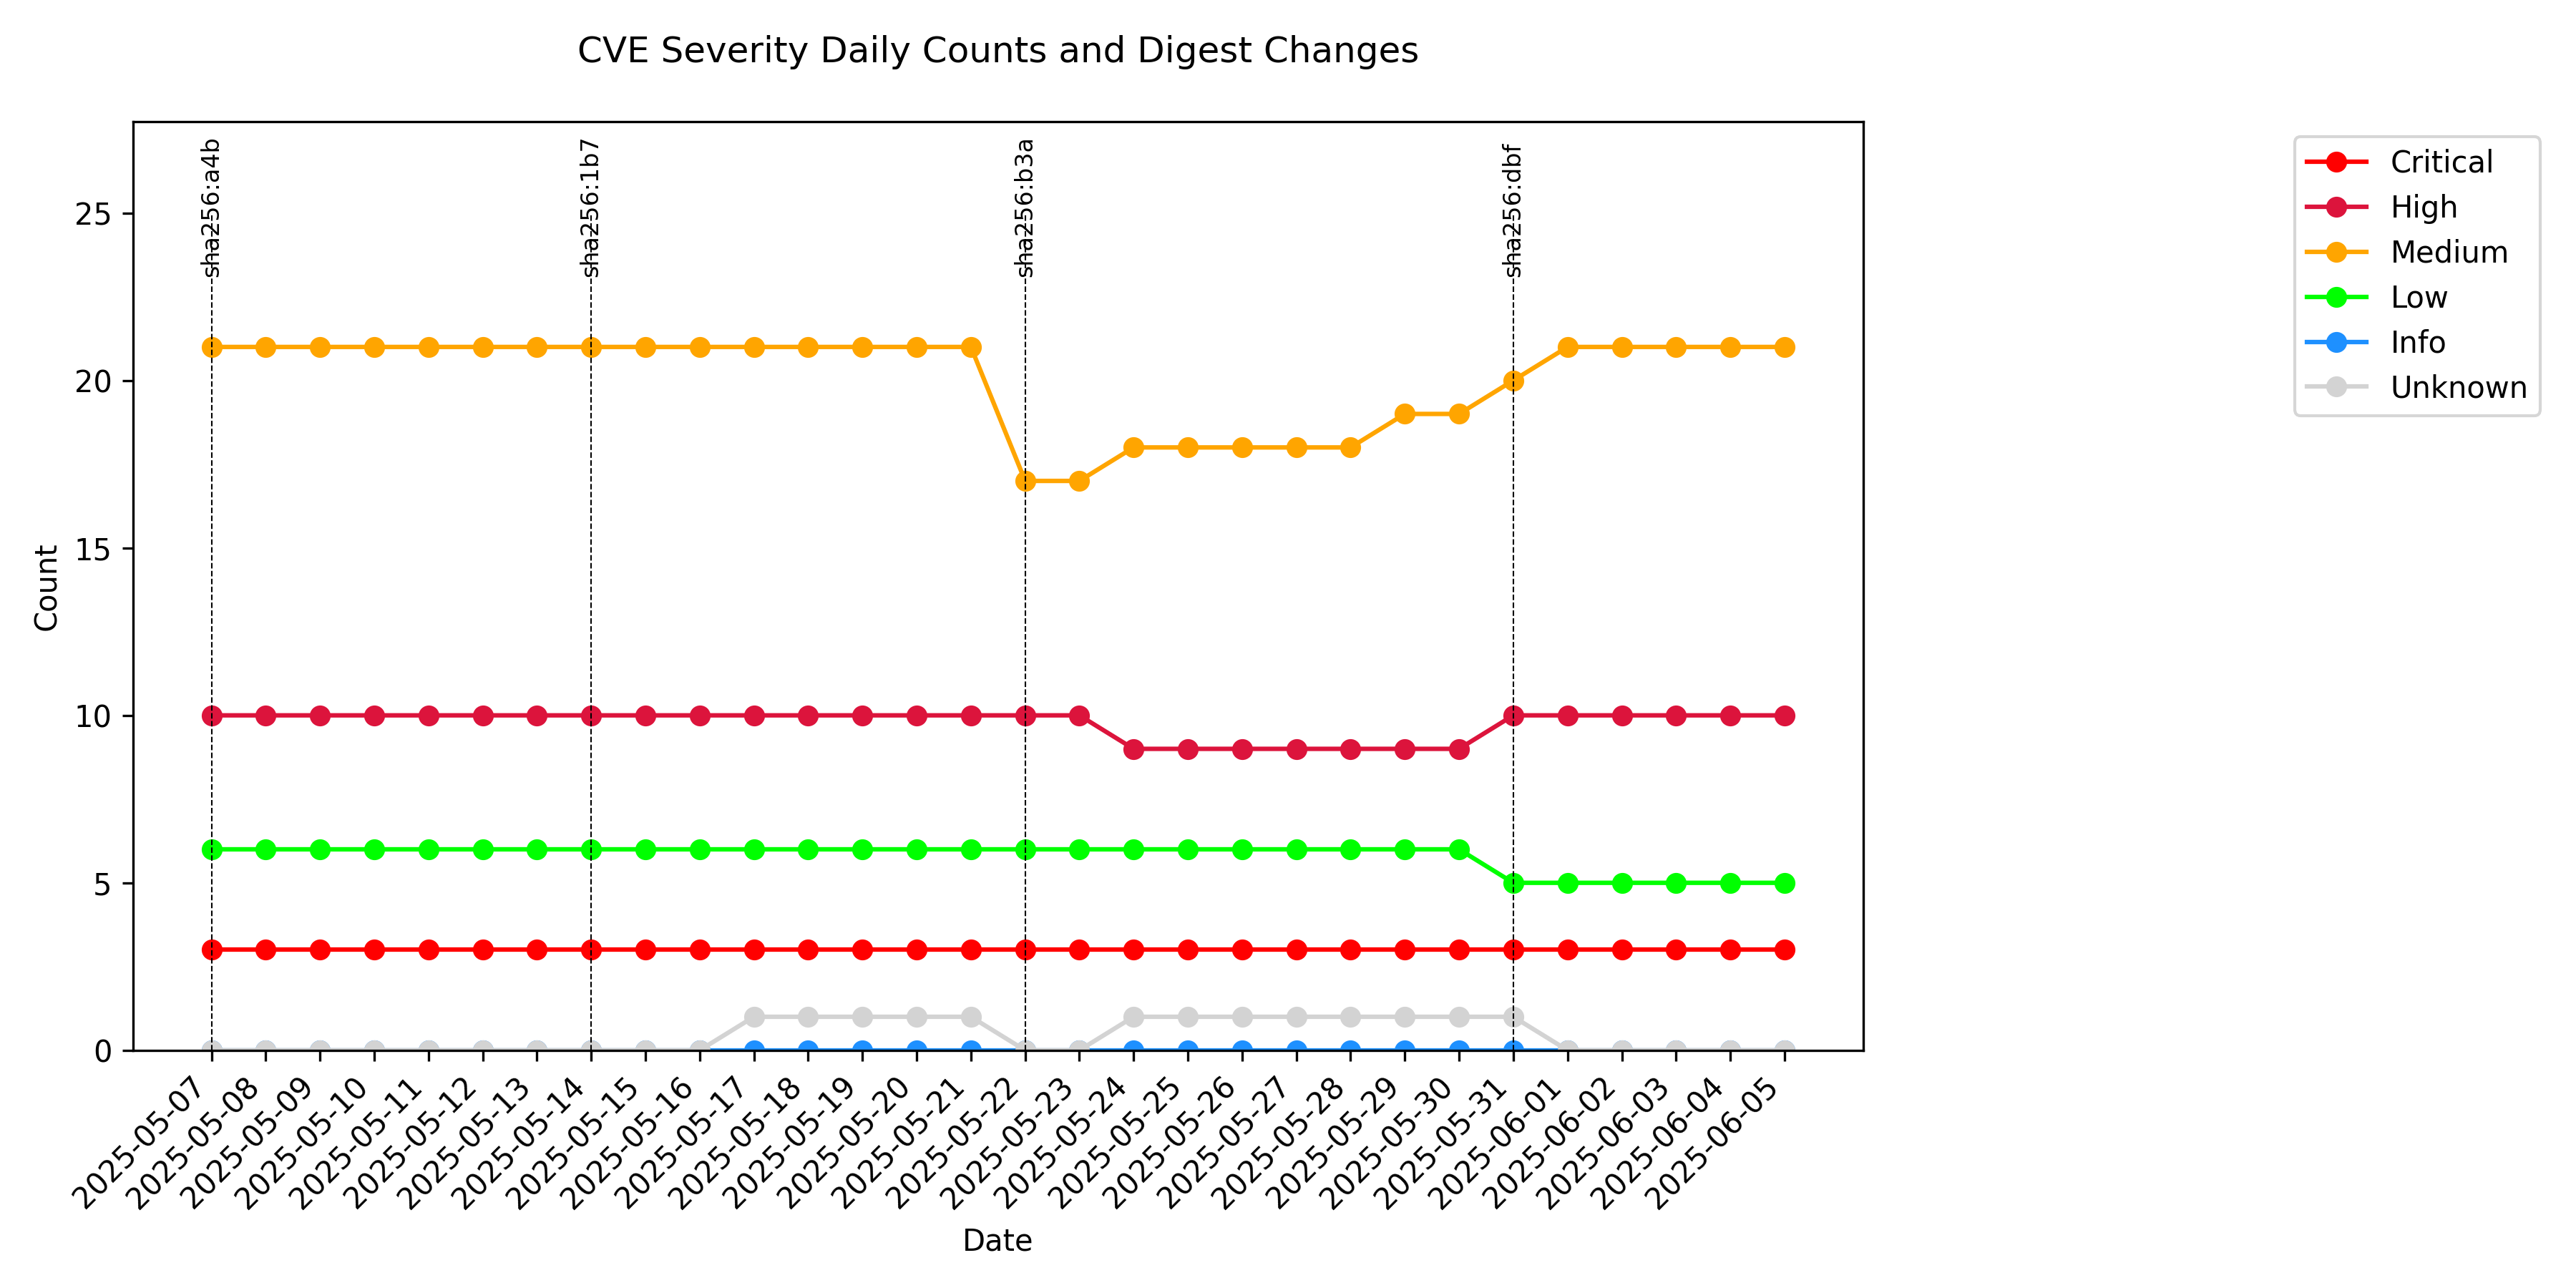 CVE Severity Daily Counts and Digest Changes
sha256:a4b
sha256:1b7
sha256:b3a
sha256:dbf
Critical
High
Medium
Low
Info
Unknown
Count
25
20
15
10
5
0
2025-05-07
2025-05-08
2025-05-09
2025-05-10
2025-05-11
2025-05-12
2025-05-13
2025-05-14
2025-05-15
2025-05-16
2025-05-17
2025-05-18
2025-05-19
2025-05-20
2025-05-21
2025-05-22
2025-05-23
2025-05-24
2025-05-25
2025-05-26
2025-05-27
2025-05-28
2025-05-29
2025-05-30
2025-05-31
2025-06-01
2025-06-02
2025-06-03
2025-06-04
2025-06-05
Date